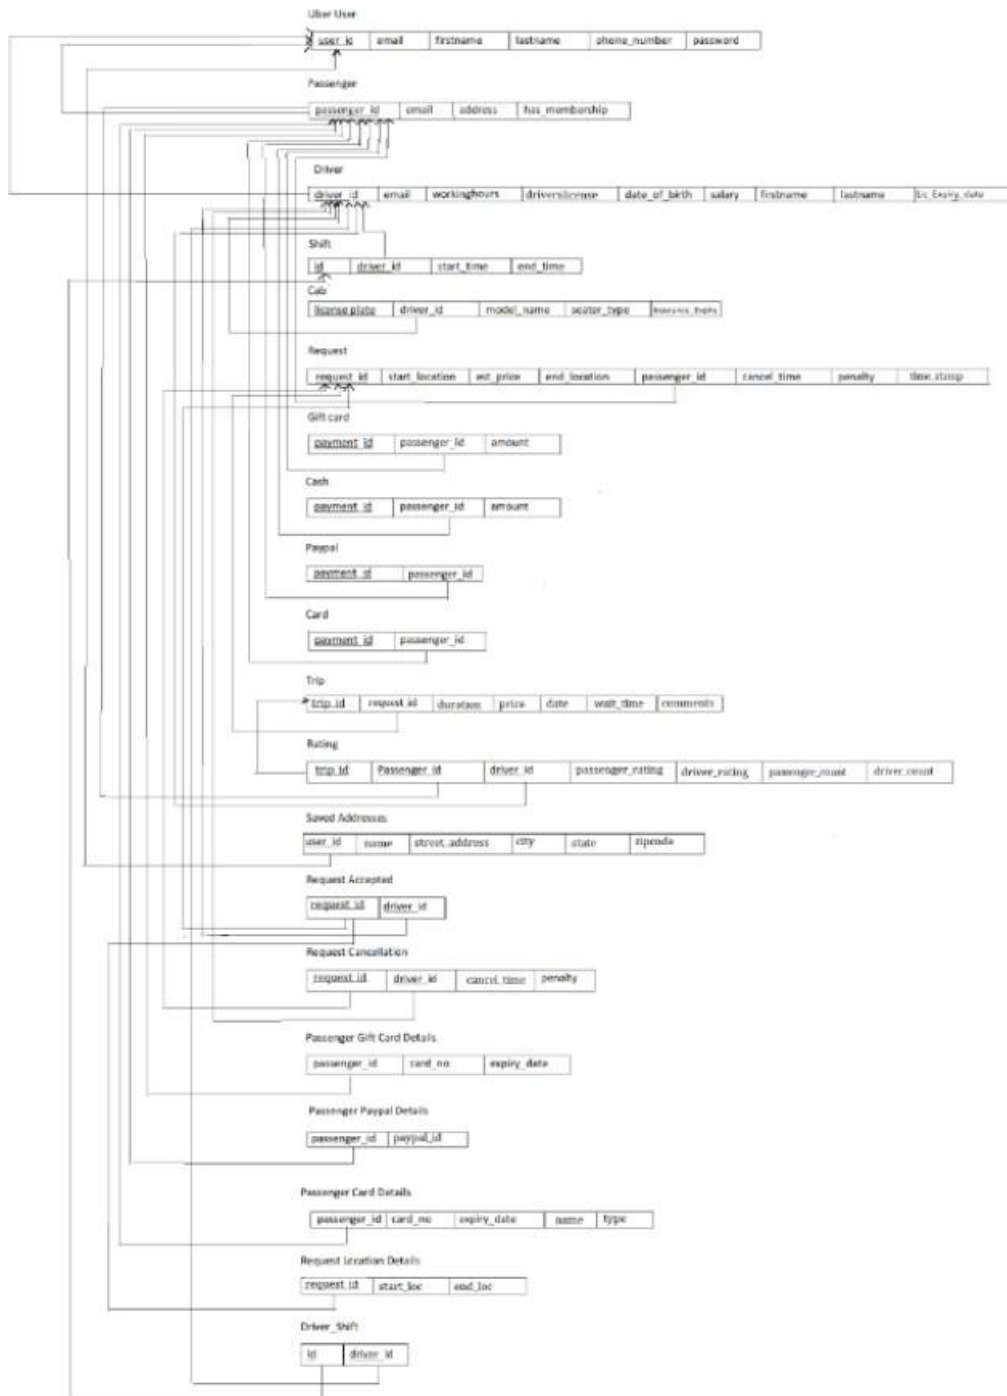 Uber User
user_id email firstname lastname phone_number password
Passenger
passenger_id email address has_membership
Driver
driver_id email workinghours driverslicense date_of_birth salary firstname lastname Lic_Expiry_date
Shift
id driver_id start_time end_time
Cab
license plate driver_id model_name seater_type Insurance_Expiry
Request
request_id start_location est_price end_location passenger_id cancel_time penalty time_stamp
Gift card
payment_id passenger_id amount
Cash
payment_id passenger_id amount
Paypal
payment_id passenger_id
Card
payment_id passenger_id
Trip
trip_id request_id duration price date wait_time comments
Rating
trip_id Passenger_id driver_id passenger_rating driver_rating passenger_count driver_count
Saved Addresses
user_id name street_address city state zipcode
Request Accepted
request_id driver_id
Request Cancellation
request_id driver_id cancel_time penalty
Passenger Gift Card Details
passenger_id card_no expiry_date
Passenger Paypal Details
passenger_id paypal_id
Passenger Card Details
passenger_id card_no expiry_date name type
Request Location Details
request_id start_loc end_loc
Driver_Shift
id driver_id